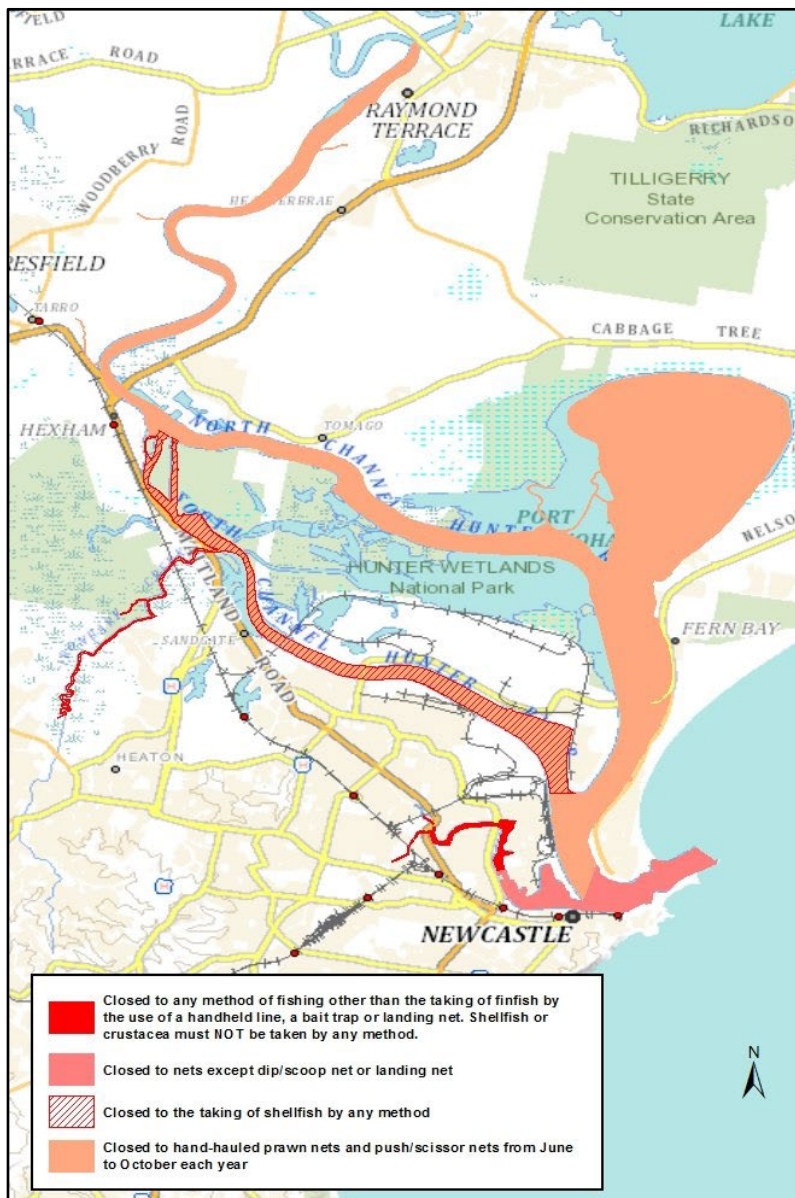 FIELD
LAKE
TERRACE ROAD
RAYMOND
TERRACE
RICHARDSO
WOODBERRY
ROAD
TILLIGERRY
State
Conservation Area
RESFIELD
TARRO
CABBAGE TREE
HEXHAM
NORTH
CHANNEL
TOMAGO
HUNTE
PORT
NELSO
HUNTER WETLANDS
National Park
MAITLAND
ROAD
CHANNEL
HUNTER
FERN BAY
SANDGATE
H
HEATON
H
H
NEWCASTLE
Closed to any method of fishing other than the taking of finfish by
the use of a handheld line, a bait trap or landing net. Shellfish or
crustacea must NOT be taken by any method.
Closed to nets except dip/scoop net or landing net
Closed to the taking of shellfish by any method
Closed to hand-hauled prawn nets and push/scissor nets from June
to October each year
N